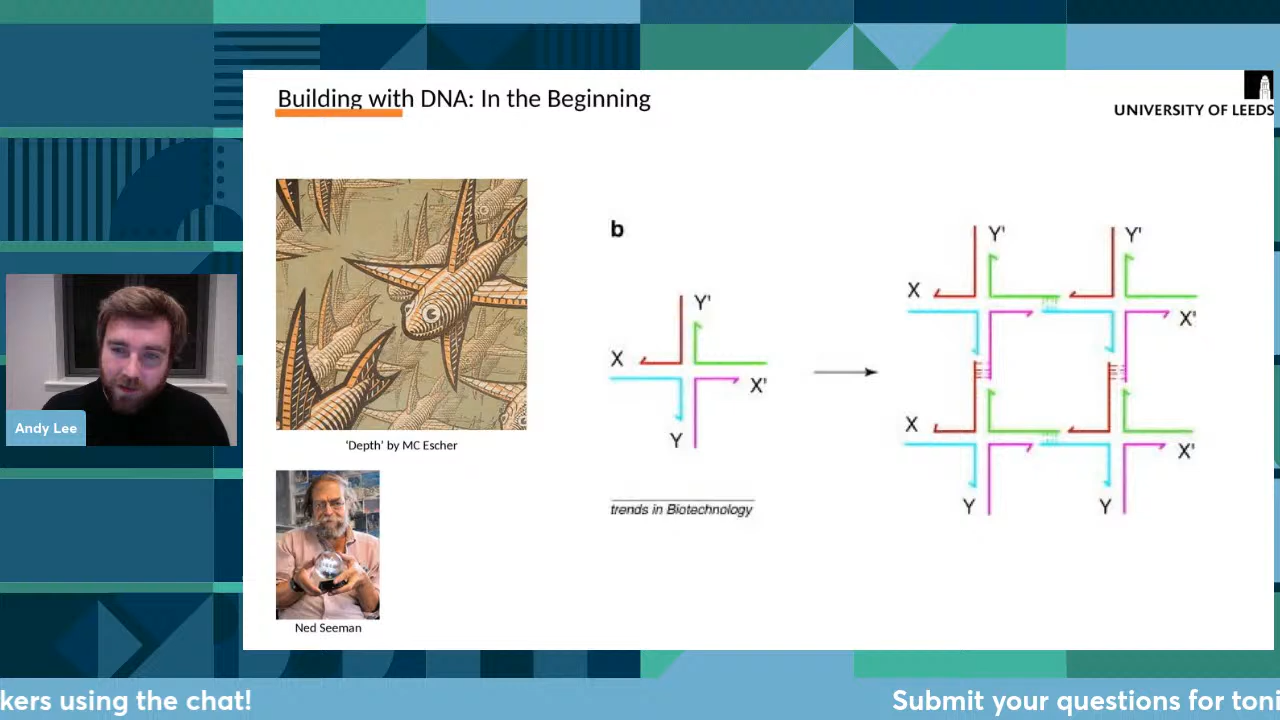 Building with DNA: In the Beginning
UNIVERSITY OF LEEDS
b
Y'
X
X'
Y
Y'
Y'
X
X'
X
X'
Y
Y
trends in Biotechnology
'Depth' by MC Escher
Andy Lee
Ned Seeman
kers using the chat!
Submit your questions for toni